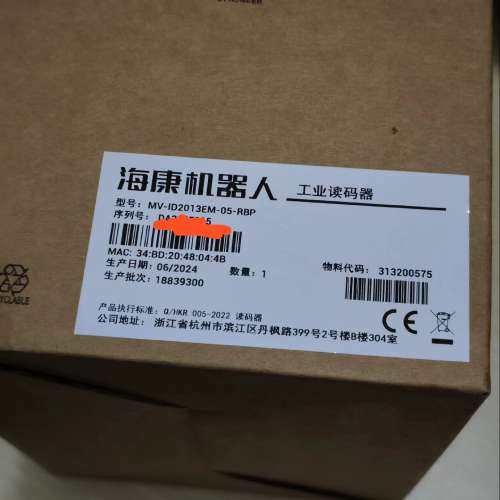 海康机器人 工业读码器
型号: MV-ID2013EM-05-RBP
序列号:
MAC: 34:BD:20:48:04:4B
生产日期: 06/2024 数量: 1 物料代码: 313200575
生产批次: 18839300
产品执行标准: Q/HKR 005-2022 读码器
公司地址: 浙江省杭州市滨江区丹枫路399号2号楼B楼304室
CE